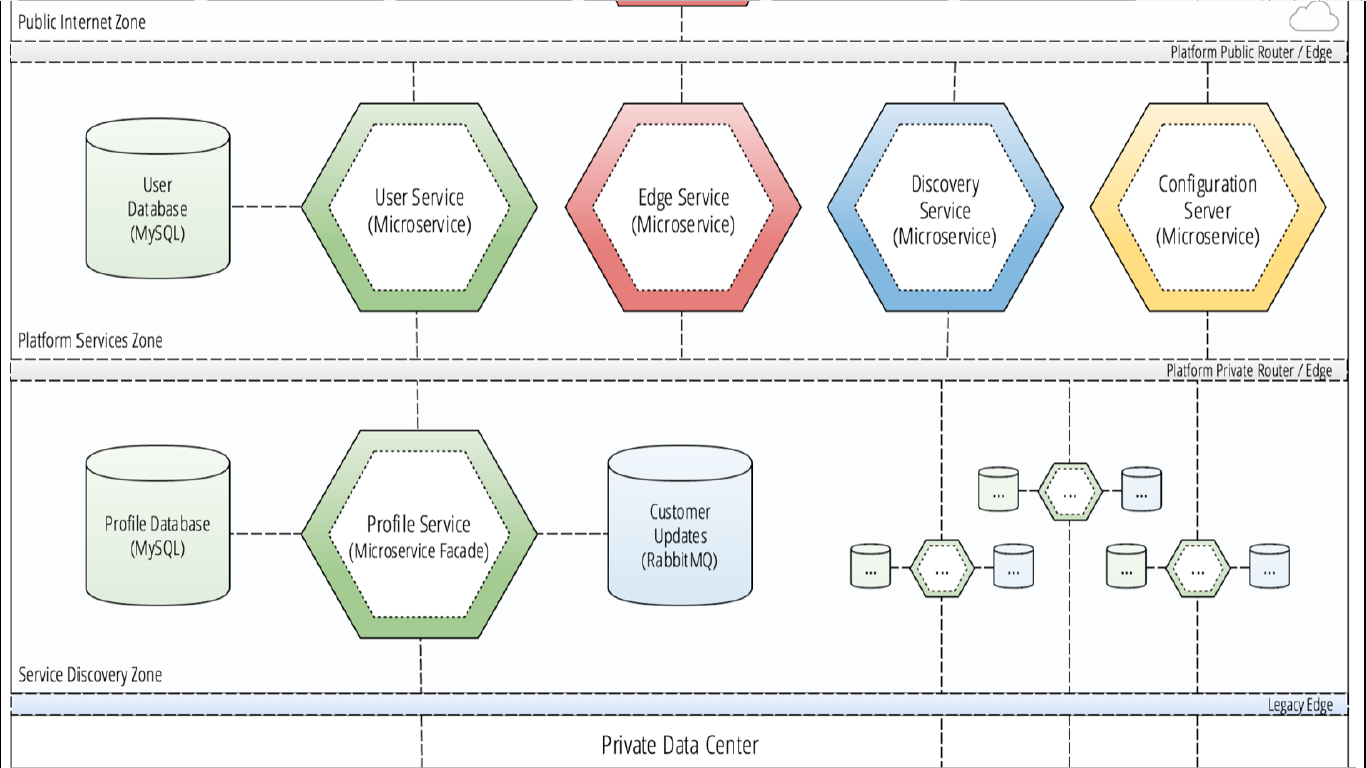 Public Internet Zone
Platform Public Router / Edge
User
Database
(MySQL)
User Service
(Microservice)
Edge Service
(Microservice)
Discovery
Service
(Microservice)
Configuration
Server
(Microservice)
Platform Services Zone
Platform Private Router / Edge
Profile Database
(MySQL)
Profile Service
(Microservice Facade)
Customer
Updates
(RabbitMQ)
...
...
...
...
...
...
...
...
...
Service Discovery Zone
Legacy Edge
Private Data Center